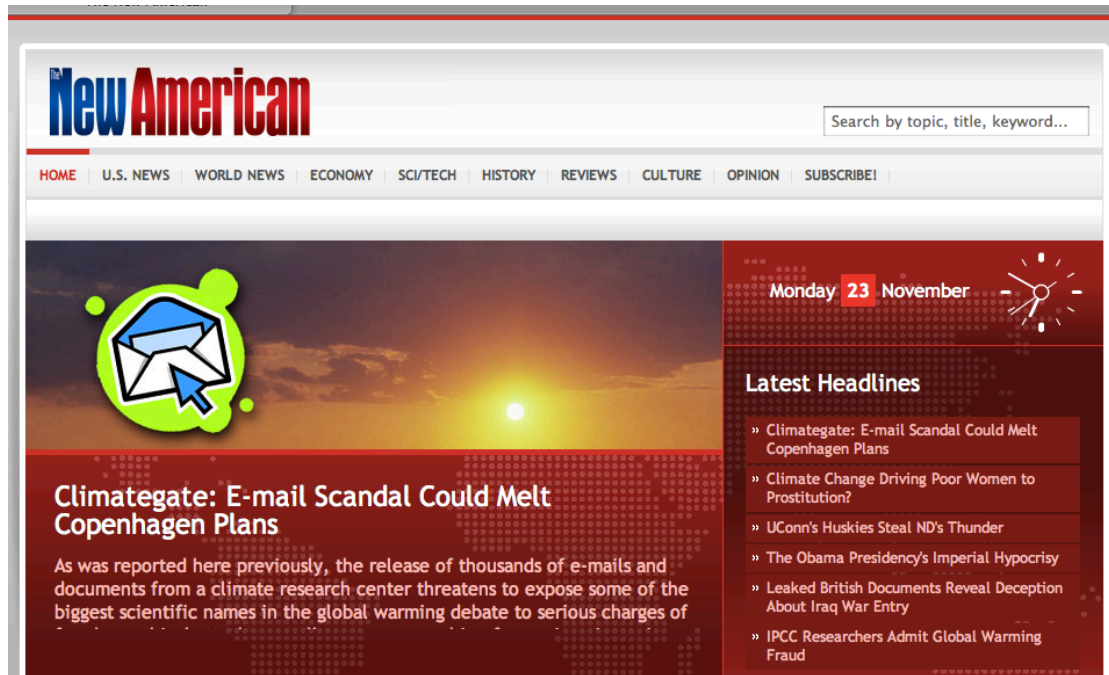 The New American
Search by topic, title, keyword...
HOME U.S. NEWS WORLD NEWS ECONOMY SCI/TECH HISTORY REVIEWS CULTURE OPINION SUBSCRIBE!
Monday 23 November
Climategate: E-mail Scandal Could Melt
Copenhagen Plans
As was reported here previously, the release of thousands of e-mails and
documents from a climate research center threatens to expose some of the
biggest scientific names in the global warming debate to serious charges of
Latest Headlines
» Climategate: E-mail Scandal Could Melt
Copenhagen Plans
» Climate Change Driving Poor Women to
Prostitution?
» UConn's Huskies Steal ND's Thunder
» The Obama Presidency's Imperial Hypocrisy
» Leaked British Documents Reveal Deception
About Iraq War Entry
» IPCC Researchers Admit Global Warming
Fraud